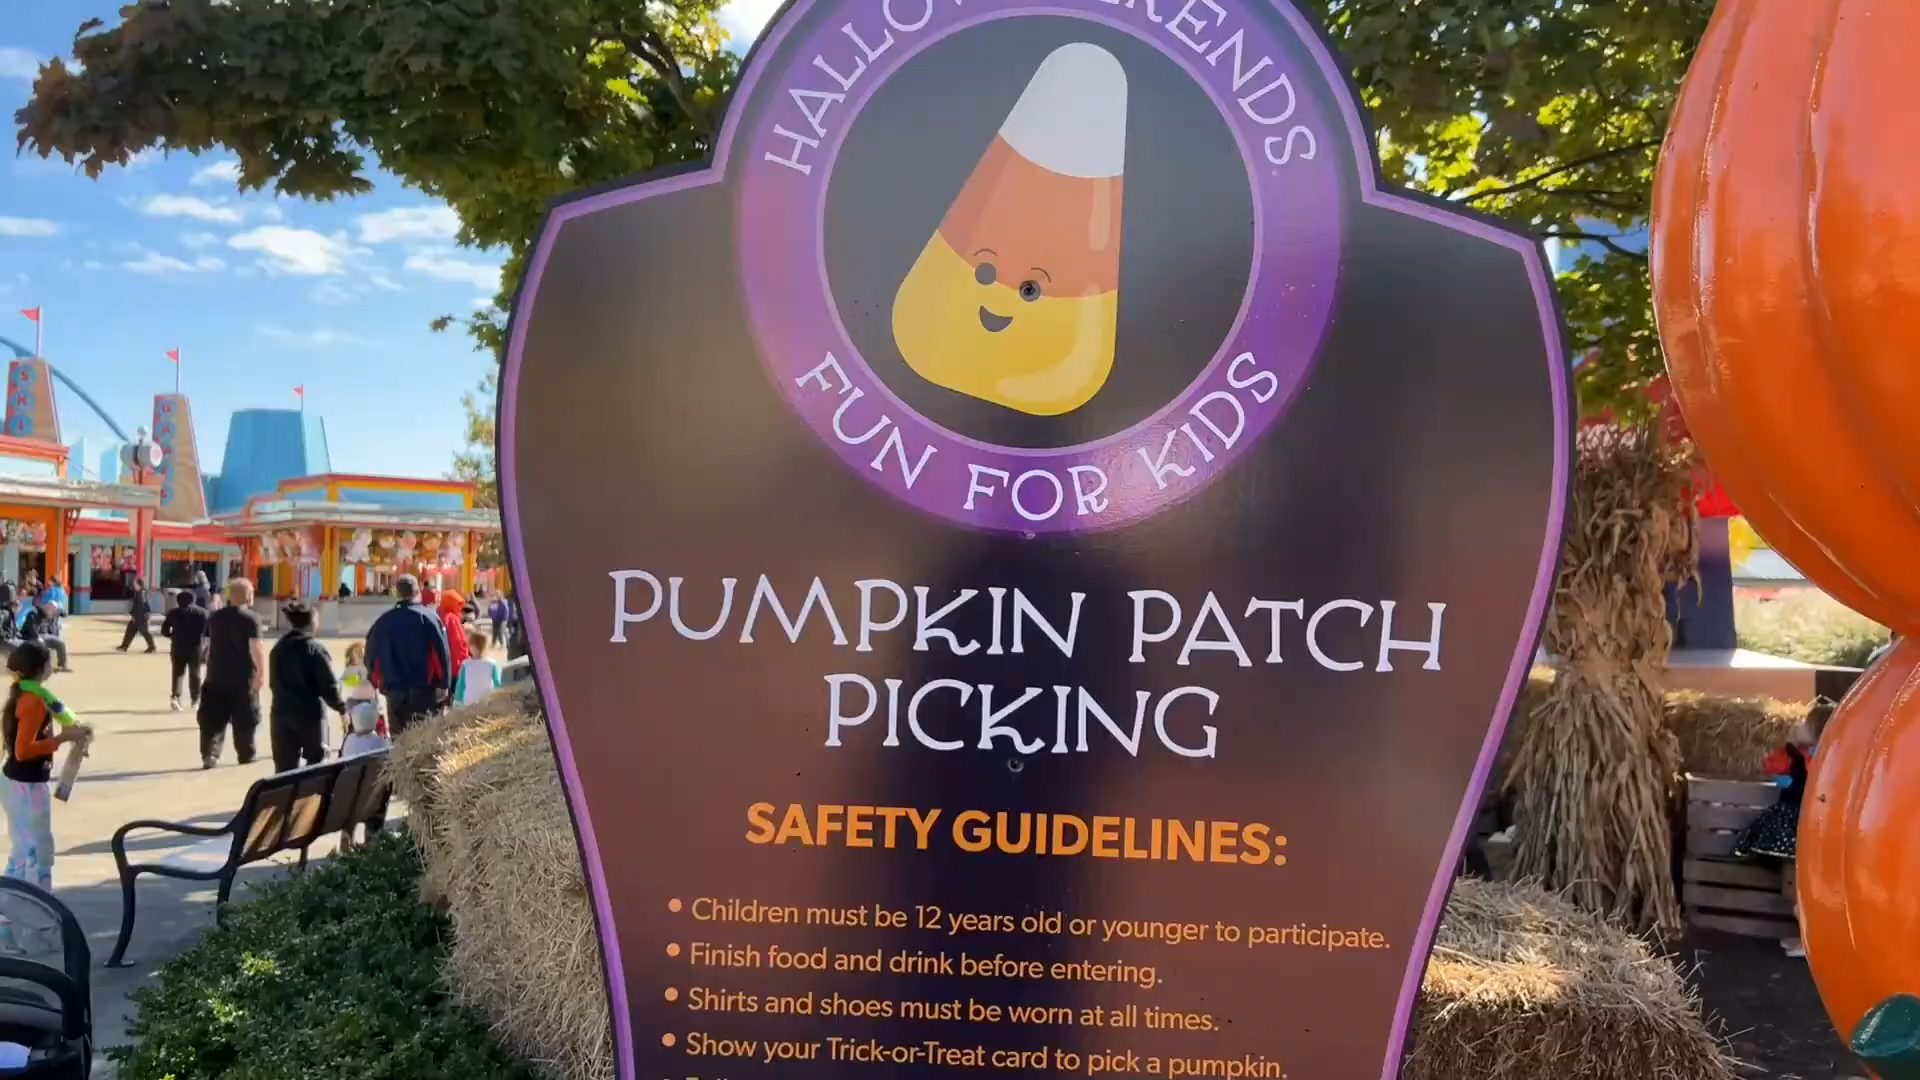 FUN FOR KIDS
PUMPKIN PATCH
PICKING
SAFETY GUIDELINES:
• Children must be 12 years old or younger to participate.
• Finish food and drink before entering.
• Shirts and shoes must be worn at all times.
• Show your Trick-or-Treat card to pick a pumpkin.